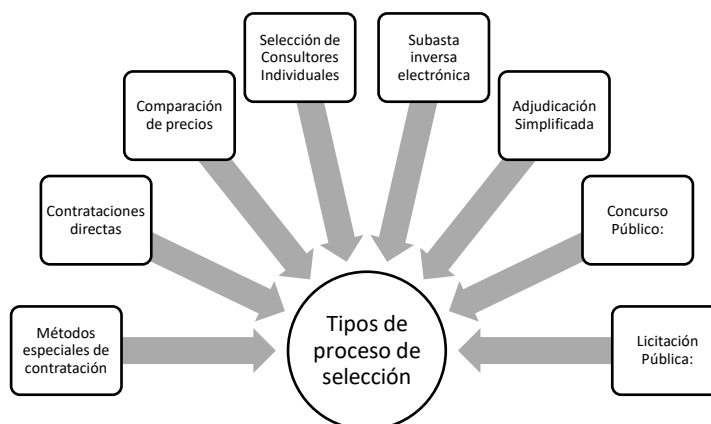 Selección de
Consultores
Individuales
Subasta
inversa
electrónica
Comparación
de precios
Adjudicación
Simplificada
Contrataciones
directas
Concurso
Público:
Métodos
especiales de
contratación
Tipos de
proceso de
selección
Licitación
Pública: